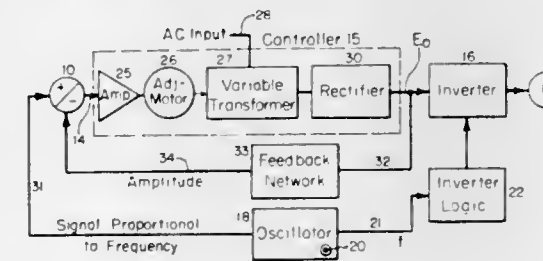 28
AC Input
Controller 15
10
25
26
27
30
E₀
16
+
-
Amp.
Adj-
Motor
Variable
Transformer
Rectifier
Inverter
14
34
33
Feedback
Network
32
Amplitude
31
Inverter
Logic
22
Signal Proportional
to Frequency
18
Oscillator
20
21
f